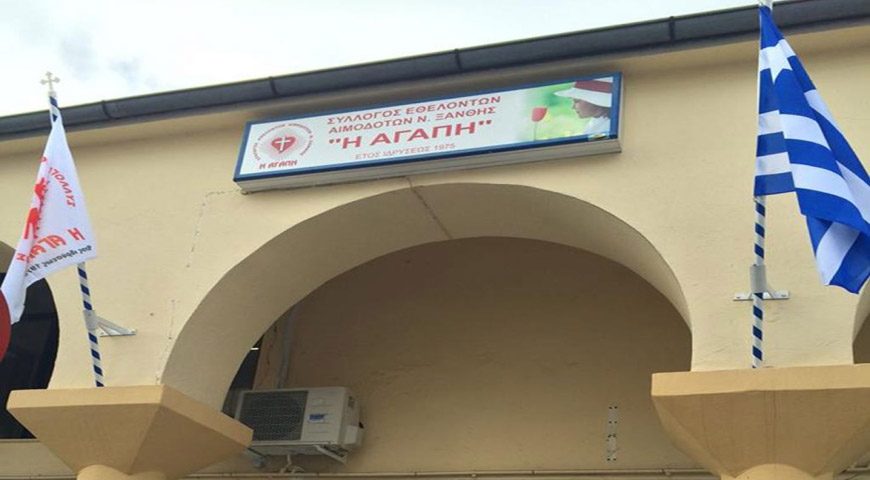 ΣΥΛΛΟΓΟΣ ΕΘΕΛΟΝΤΩΝ
ΑΙΜΟΔΟΤΩΝ Ν. ΞΑΝΘΗΣ
"Η ΑΓΑΠΗ"
ΕΤΟΣ ΙΔΡΥΣΕΩΣ 1975
Η ΑΓΑΠΗ